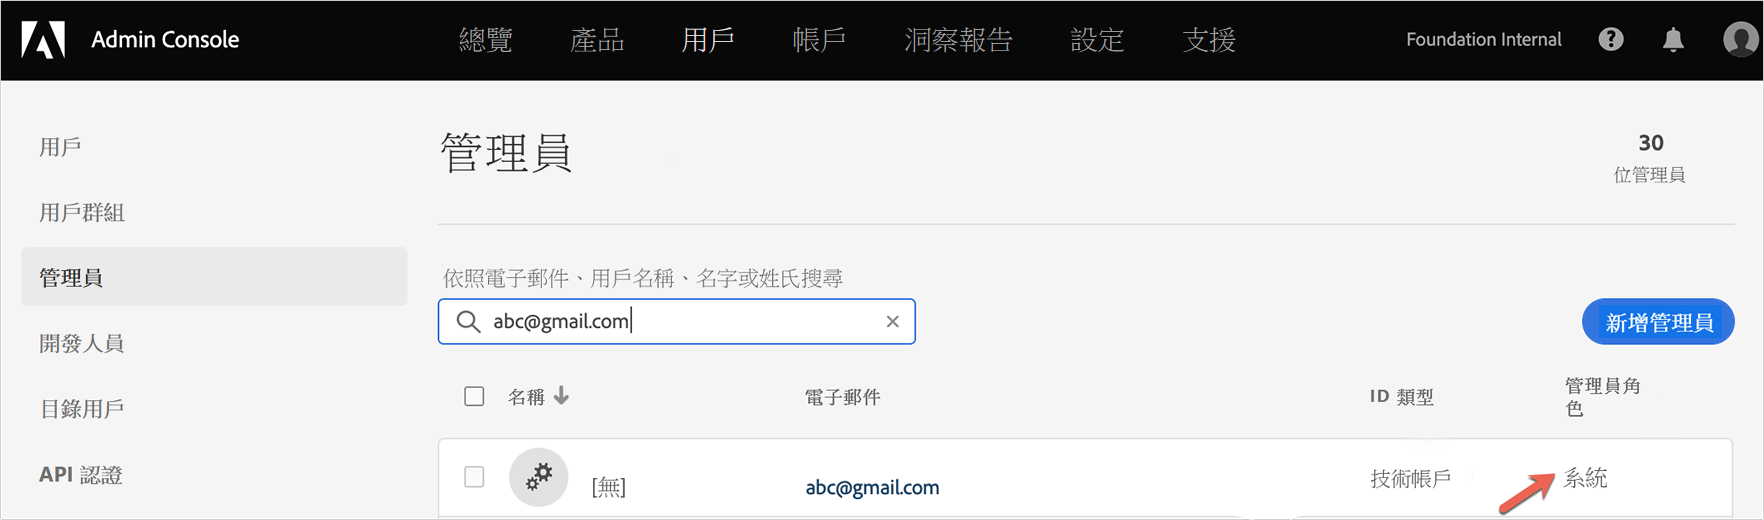 Admin Console 總覽 產品 用戶 帳戶 洞察報告 設定 支援 Foundation Internal ?
用戶
用戶群組
管理員
開發人員
目錄用戶
API 認證
管理員
30
位管理員
依照電子郵件、用戶名稱、名字或姓氏搜尋
abc@gmail.com
新增管理員
名稱 電子郵件 ID 類型 管理員角
色
[無] abc@gmail.com 技術帳戶 系統